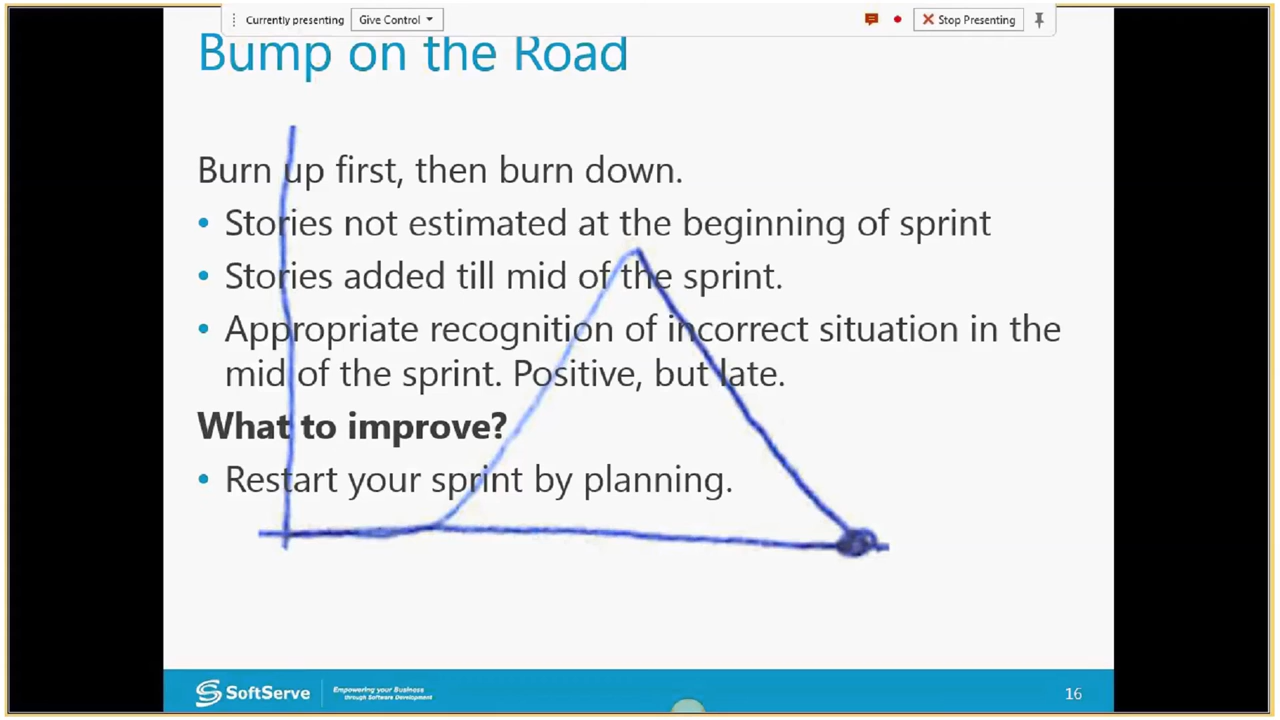 Currently presenting Give Control Stop Presenting
Bump on the Road
Burn up first, then burn down.
• Stories not estimated at the beginning of sprint
• Stories added till mid of the sprint.
• Appropriate recognition of incorrect situation in the
mid of the sprint. Positive, but late.
What to improve?
• Restart your sprint by planning.
SoftServe
Empowering your Business
through Software Development
16